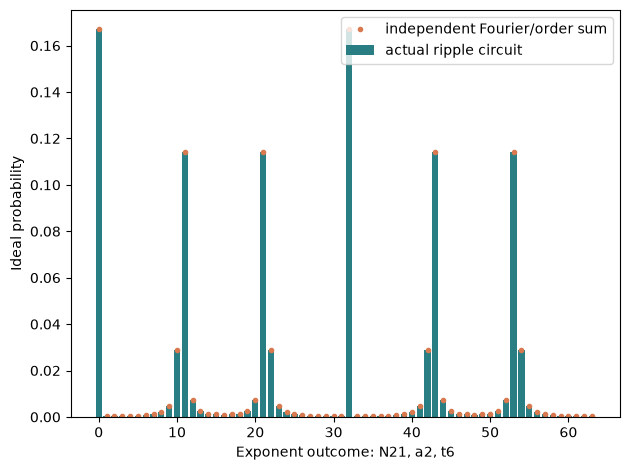 independent Fourier/order sum
actual ripple circuit
Ideal probability
0.16
0.14
0.12
0.10
0.08
0.06
0.04
0.02
0.00
0 10 20 30 40 50 60
Exponent outcome: N21, a2, t6